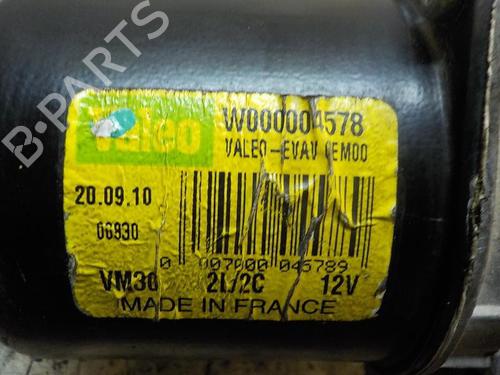 B-PARTS
Valeo
W000004578
VALEO-EVAV (EM00
20.09.10
06930
0 007000 045789
VM30 2L/2C 12V
MADE IN FRANCE